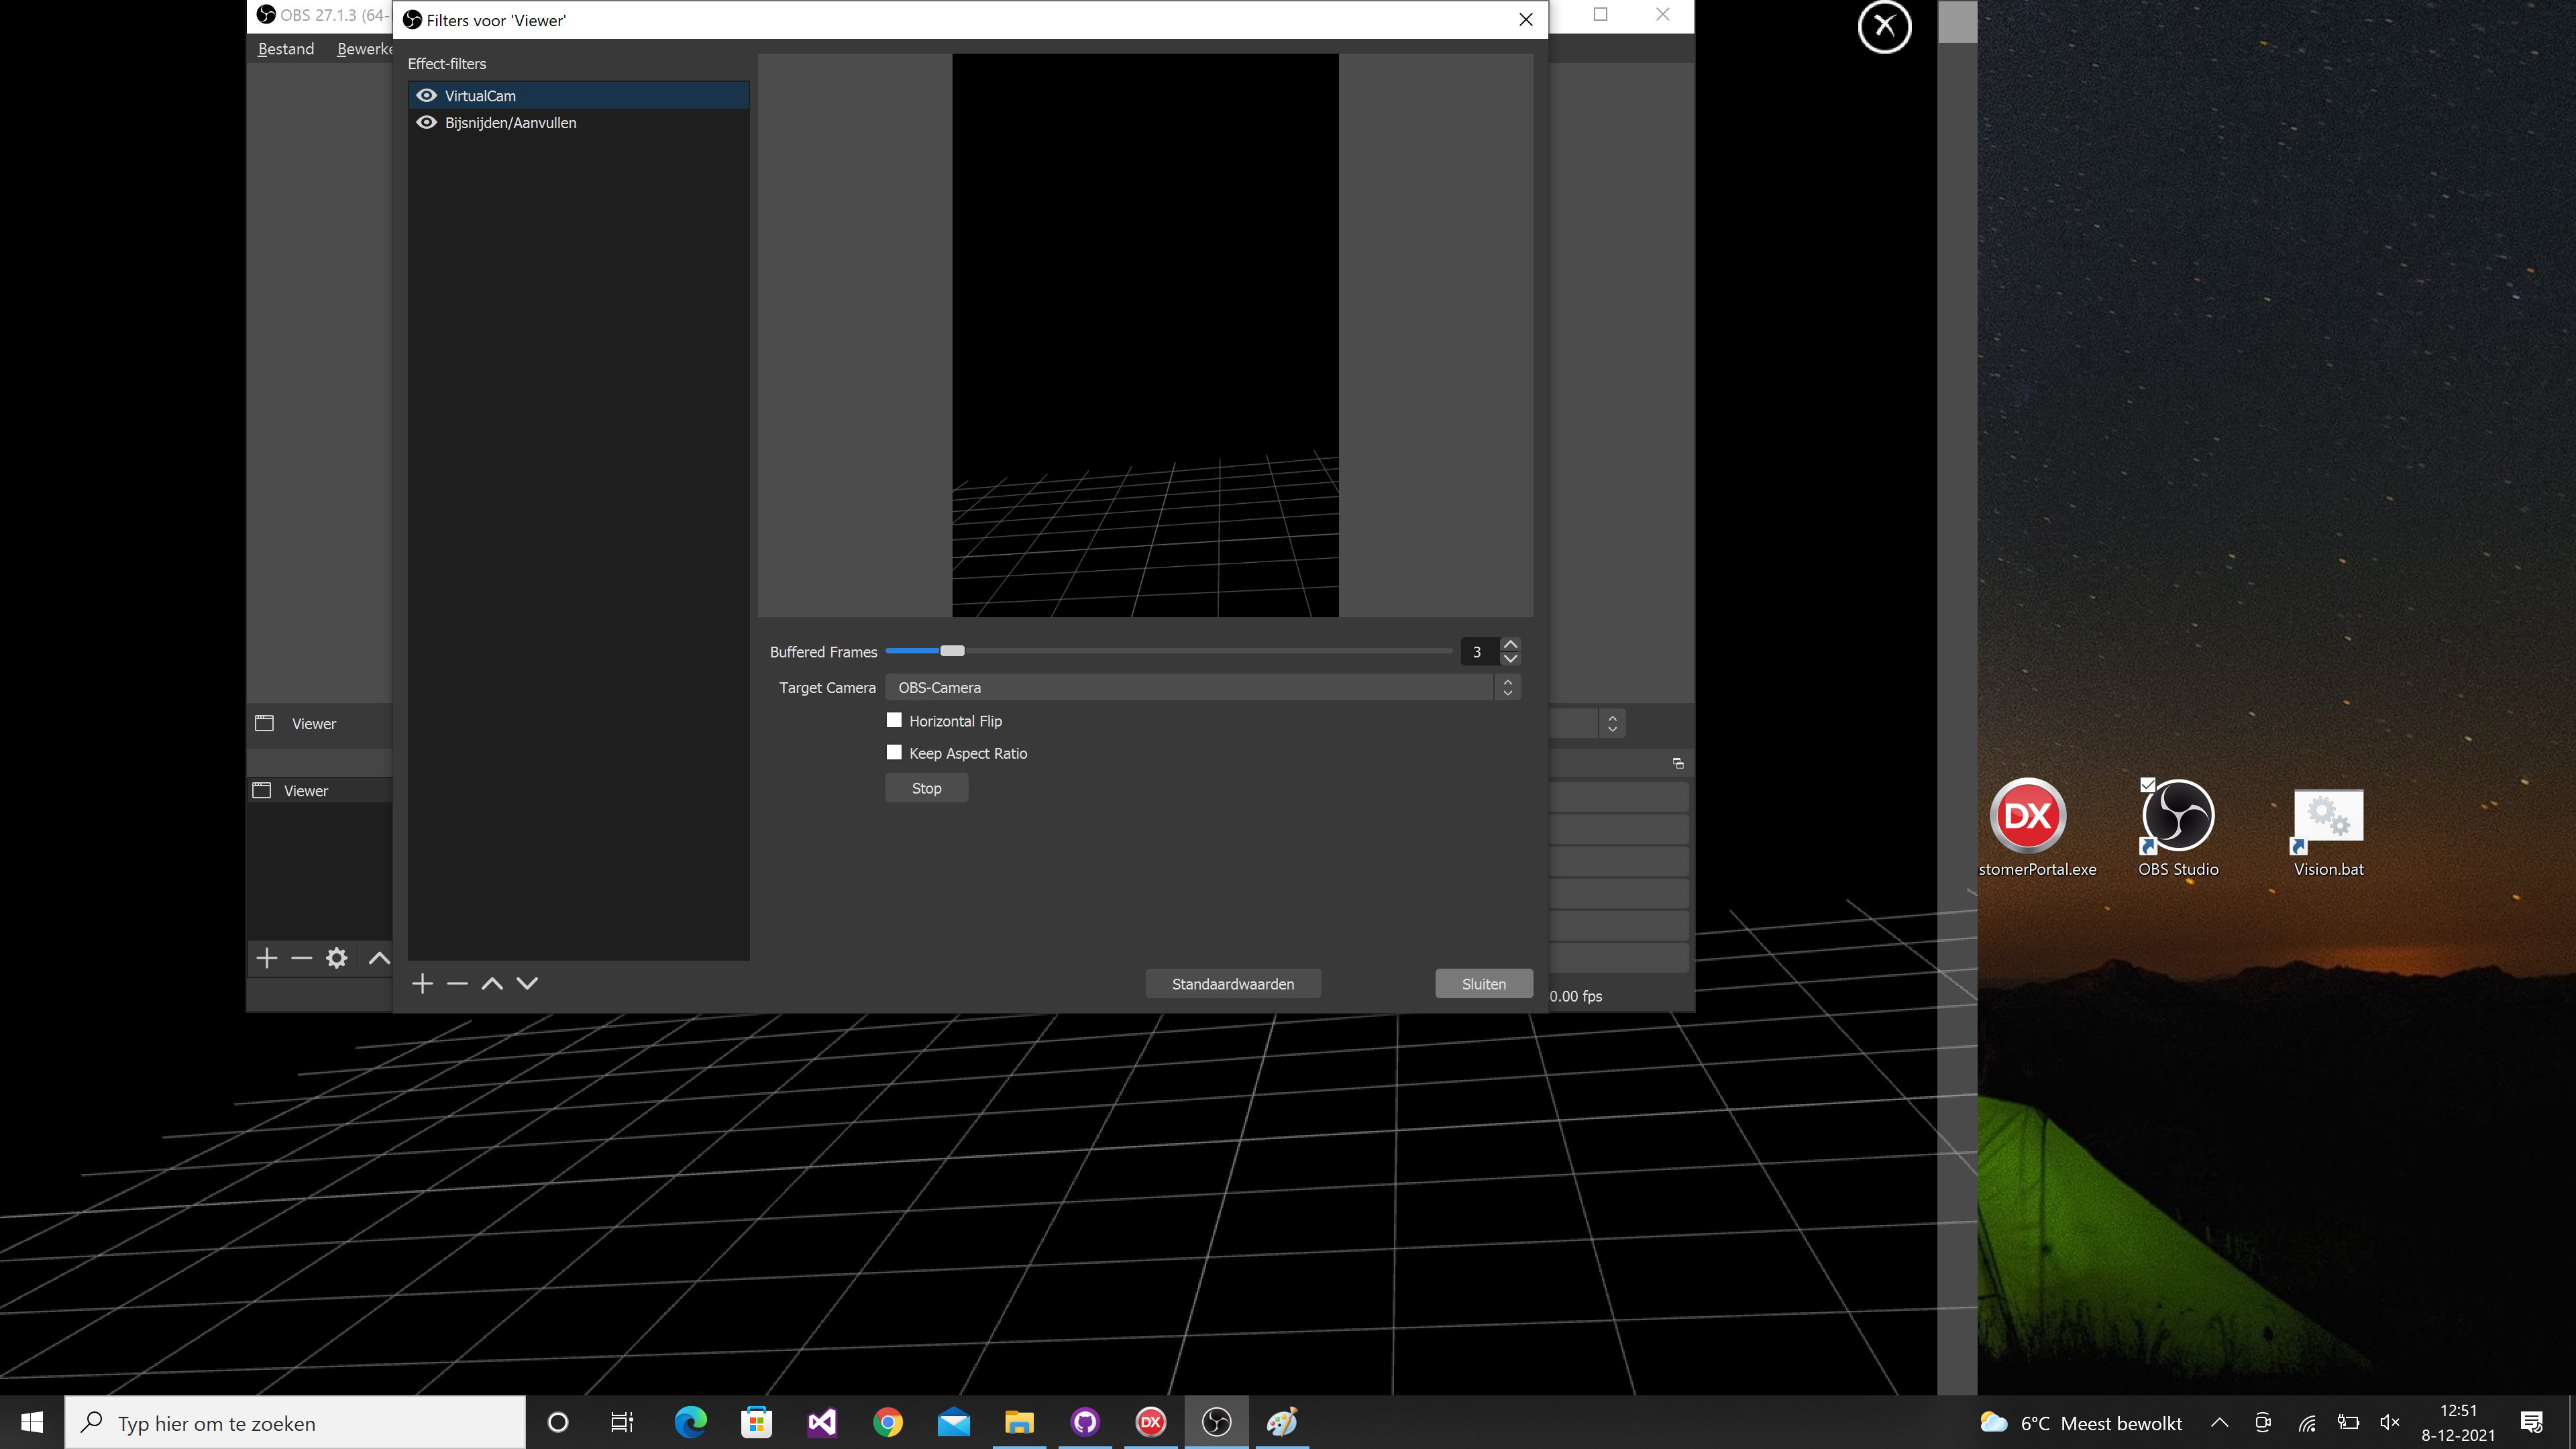 OBS 27.1.3 (64-
Filters voor 'Viewer'
Bestand
Bewerke
Effect-filters
VirtualCam
Bijsnijden/Aanvullen
Buffered Frames
3
Target Camera
OBS-Camera
Horizontal Flip
Keep Aspect Ratio
Stop
Viewer
Viewer
Standaardwaarden
Sluiten
0.00 fps
DX
stomerPortal.exe
OBS Studio
Vision.bat
Typ hier om te zoeken
DX
6°C Meest bewolkt
12:51
8-12-2021